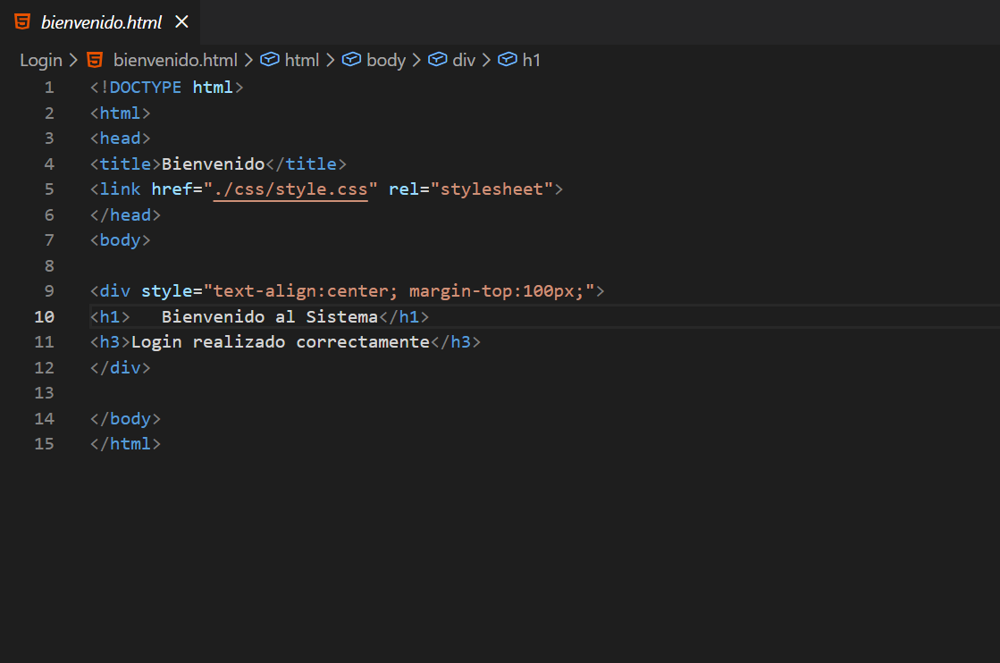 bienvenido.html
Login > bienvenido.html > html > body > div > h1
1 <!DOCTYPE html>
2 <html>
3 <head>
4 <title>Bienvenido</title>
5 <link href="./css/style.css" rel="stylesheet">
6 </head>
7 <body>
8
9 <div style="text-align:center; margin-top:100px;">
10 <h1>   Bienvenido al Sistema</h1>
11 <h3>Login realizado correctamente</h3>
12 </div>
13
14 </body>
15 </html>